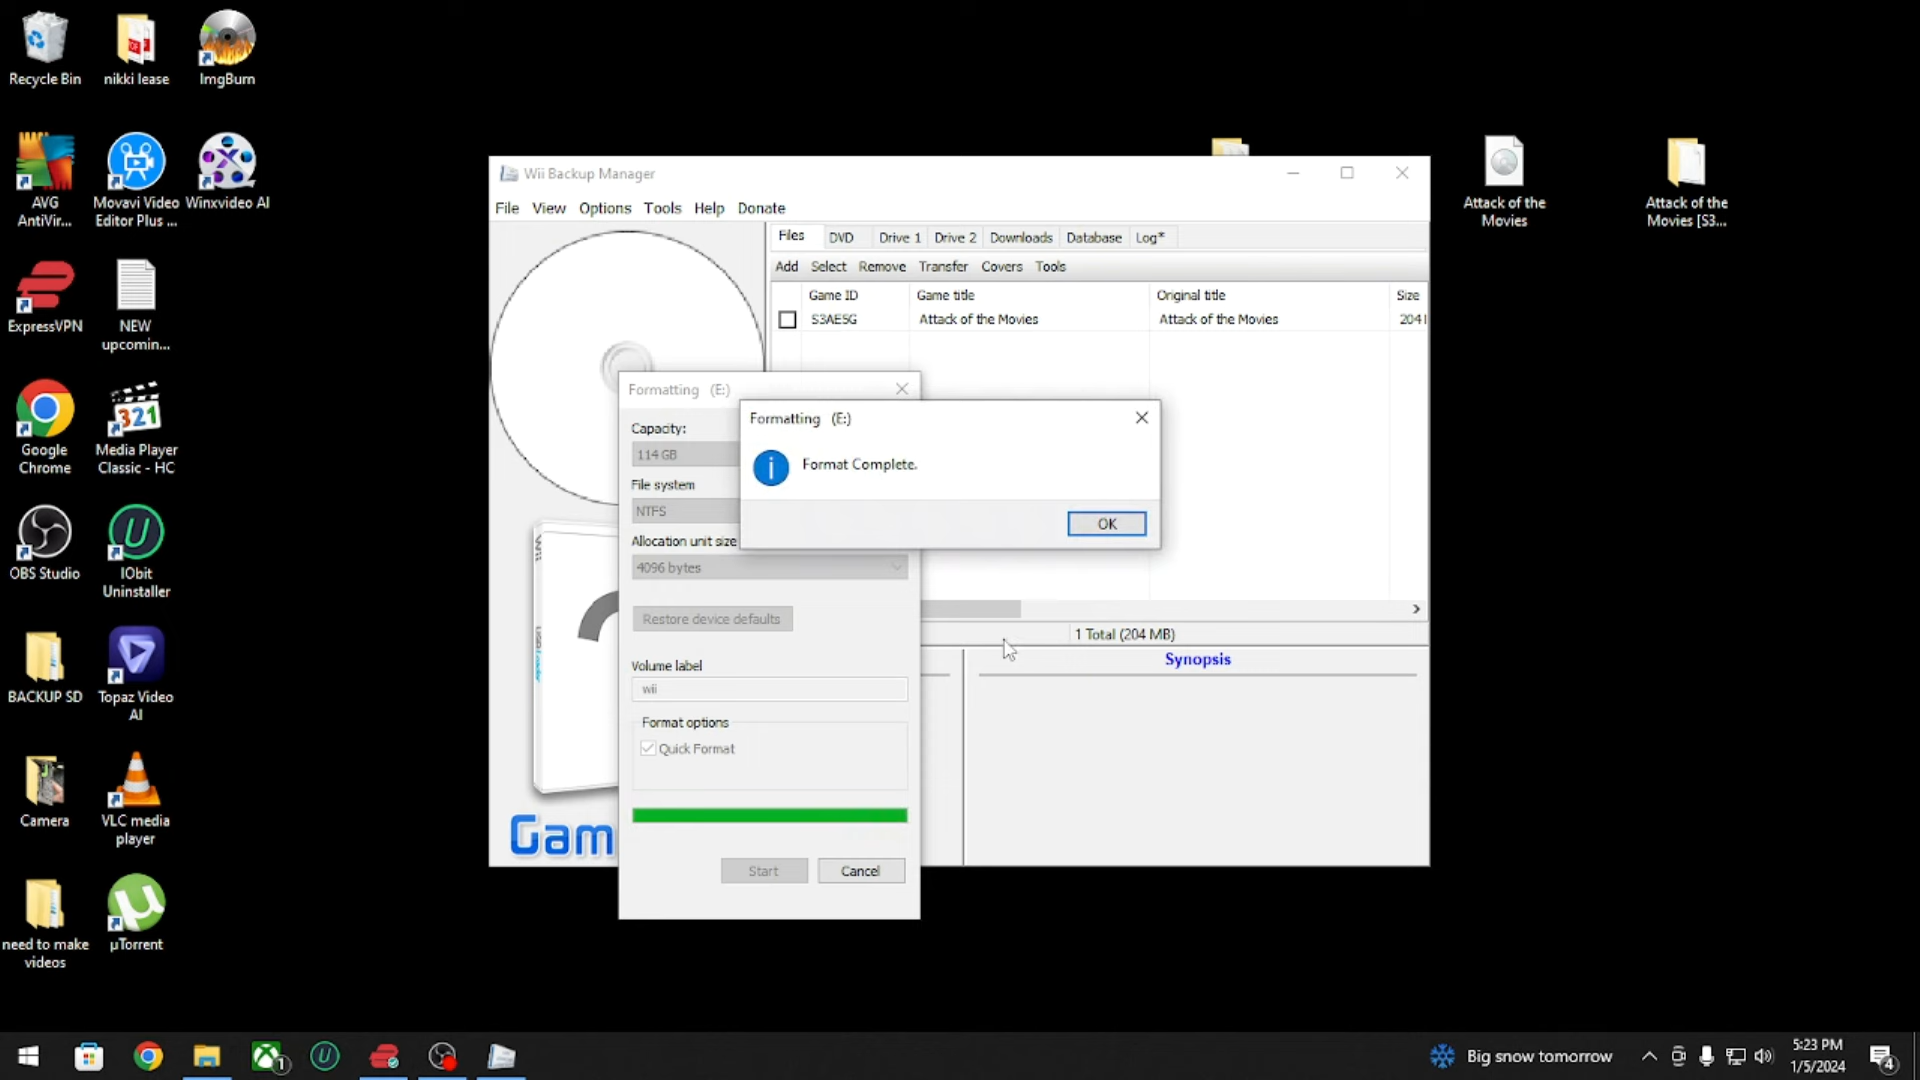 Recycle Bin
nikki lease
ImgBurn
AVG
AntiVir...
Movavi Video
Editor Plus ...
Winxvideo AI
ExpressVPN
NEW
upcomin...
Google
Chrome
Media Player
Classic - HC
OBS Studio
IObit
Uninstaller
BACKUP SD
Topaz Video
AI
Camera
VLC media
player
need to make
videos
µTorrent
Attack of the
Movies
Attack of the
Movies [S3...
Wii Backup Manager
File View Options Tools Help Donate
Files DVD Drive 1 Drive 2 Downloads Database Log*
Add Select Remove Transfer Covers Tools
Game ID Game title Original title Size
S3AE5G Attack of the Movies Attack of the Movies 204
1 Total (204 MB)
Synopsis
Wii
Gam
Formatting (E:)
Capacity:
114 GB
File system
NTFS
Allocation unit size
4096 bytes
Restore device defaults
Volume label
wii
Format options
Quick Format
Start Cancel
Formatting (E:)
Format Complete.
OK
1
Big snow tomorrow
5:23 PM
1/5/2024
4